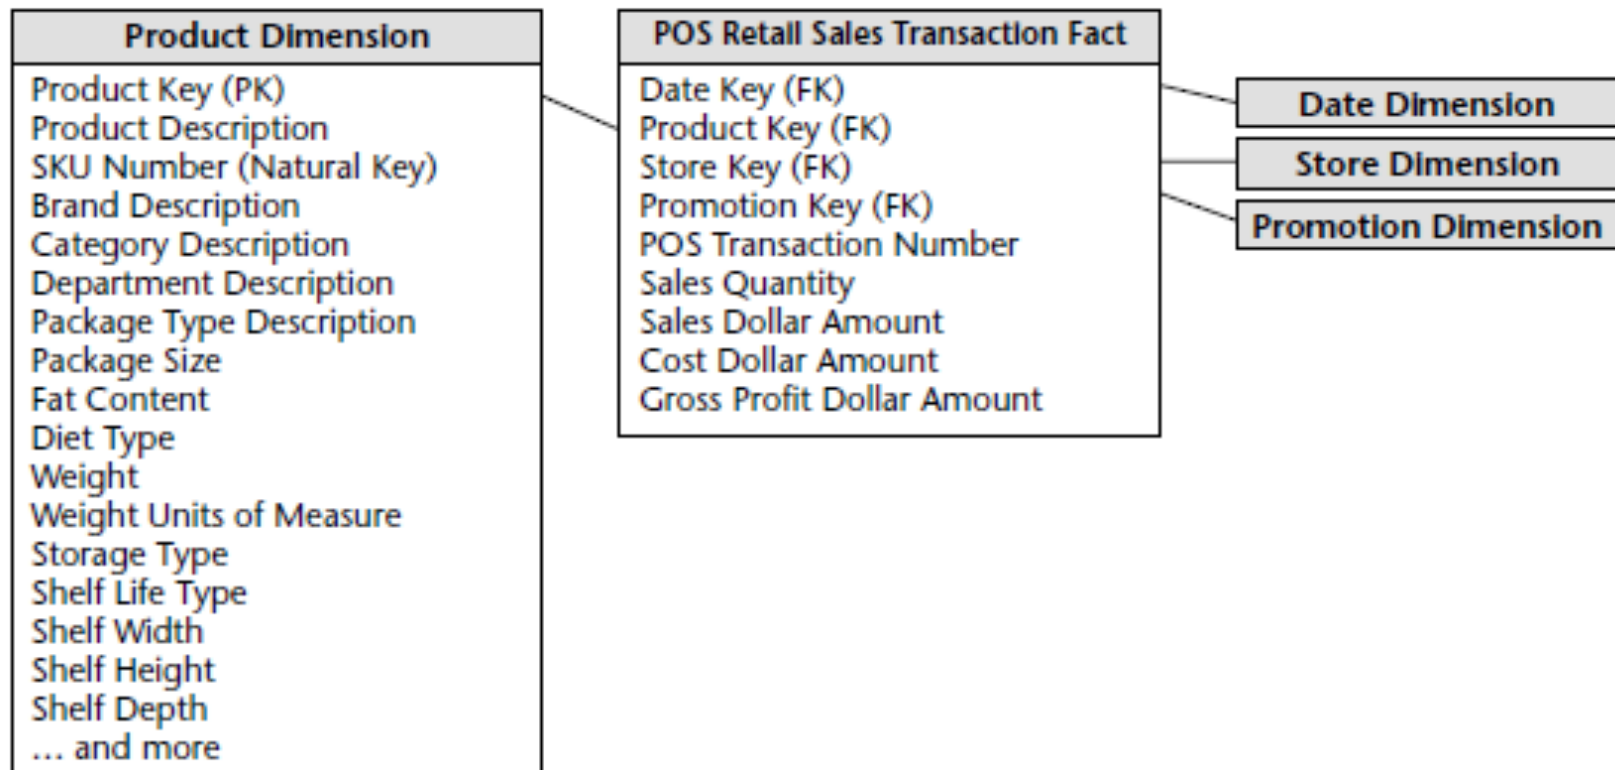 Product Dimension
Product Key (PK)
Product Description
SKU Number (Natural Key)
Brand Description
Category Description
Department Description
Package Type Description
Package Size
Fat Content
Diet Type
Weight
Weight Units of Measure
Storage Type
Shelf Life Type
Shelf Width
Shelf Height
Shelf Depth
... and more
POS Retail Sales Transaction Fact
Date Key (FK)
Product Key (FK)
Store Key (FK)
Promotion Key (FK)
POS Transaction Number
Sales Quantity
Sales Dollar Amount
Cost Dollar Amount
Gross Profit Dollar Amount
Date Dimension
Store Dimension
Promotion Dimension